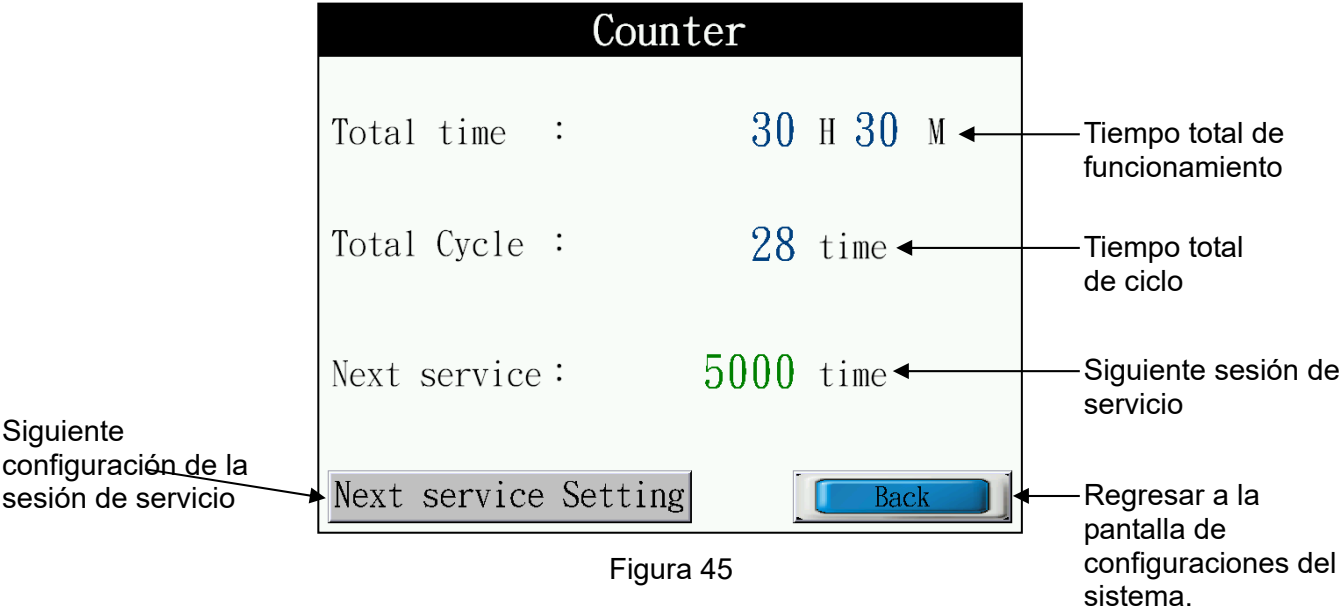 Counter
Total time : 30 H 30 M
Tiempo total de
funcionamiento
Total Cycle : 28 time
Tiempo total
de ciclo
Next service : 5000 time
Siguiente sesión de
servicio
Siguiente
configuración de la
sesión de servicio
Next service Setting
Back
Regresar a la
pantalla de
configuraciones del
sistema.
Figura 45